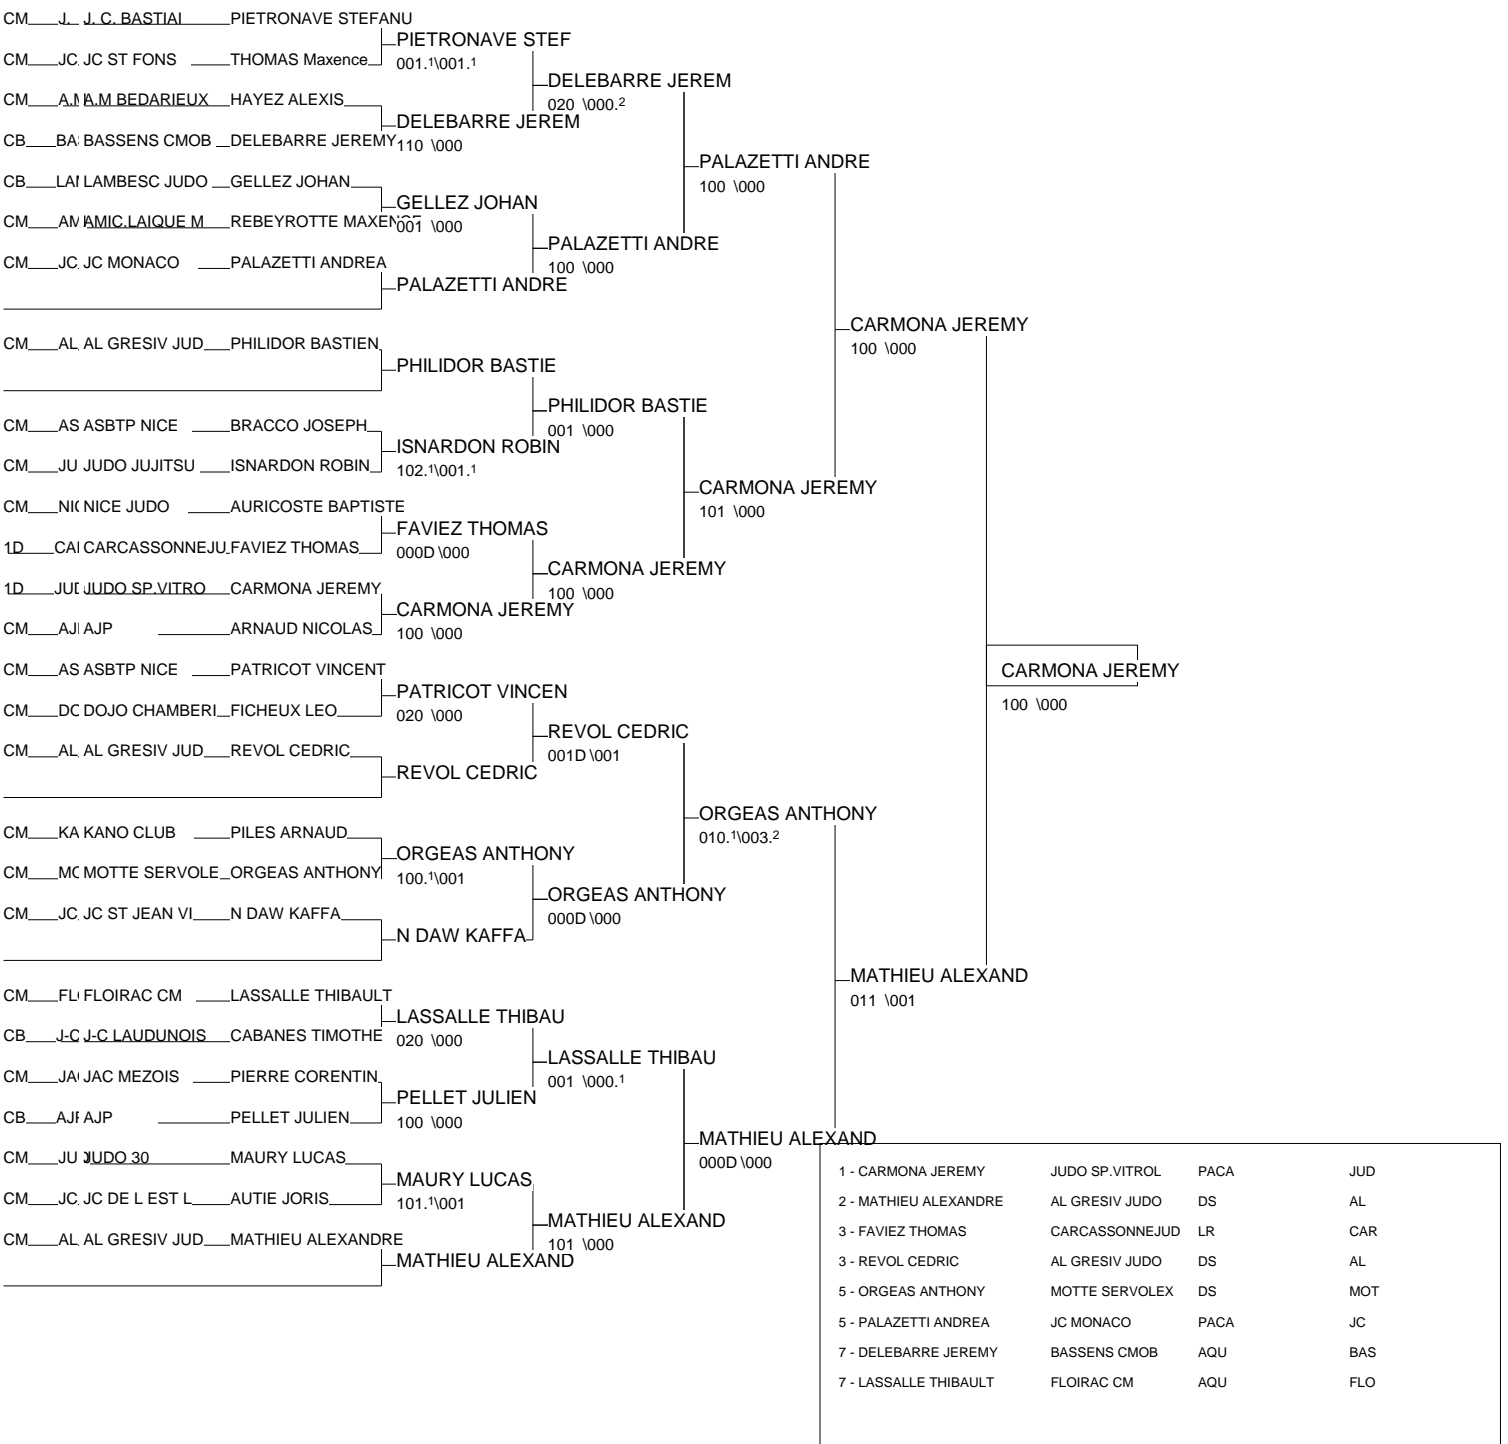 CM J. J. C. BASTIAI PIETRONAVE STEFANU
PIETRONAVE STEF
001.¹\001.¹
CM JC JC ST FONS THOMAS Maxence
DELEBARRE JEREM
020 \000.²
CM A.M A.M BEDARIEUX HAYEZ ALEXIS
DELEBARRE JEREM
110 \000
CB BAS BASSENS CMOB DELEBARRE JEREMY
PALAZETTI ANDRE
100 \000
CB LAM LAMBESC JUDO GELLEZ JOHAN
GELLEZ JOHAN
001 \000
CM AM AMIC.LAIQUE M REBEYROTTE MAXENCE
PALAZETTI ANDRE
100 \000
CM JC JC MONACO PALAZETTI ANDREA
PALAZETTI ANDRE
CARMONA JEREMY
100 \000
CM AL AL GRESIV JUD PHILIDOR BASTIEN
PHILIDOR BASTIE
PHILIDOR BASTIE
001 \000
CM AS ASBTP NICE BRACCO JOSEPH
ISNARDON ROBIN
102.¹\001.¹
CM JU JUDO JUJITSU ISNARDON ROBIN
CARMONA JEREMY
101 \000
CM NIC NICE JUDO AURICOSTE BAPTISTE
FAVIEZ THOMAS
000D \000
1D CAR CARCASSONNEJU FAVIEZ THOMAS
CARMONA JEREMY
100 \000
1D JUD JUDO SP.VITRO CARMONA JEREMY
CARMONA JEREMY
100 \000
CM AJP AJP ARNAUD NICOLAS
CARMONA JEREMY
100 \000
CM AS ASBTP NICE PATRICOT VINCENT
PATRICOT VINCEN
020 \000
CM DO DOJO CHAMBERI FICHEUX LEO
REVOL CEDRIC
001D \001
CM AL AL GRESIV JUD REVOL CEDRIC
REVOL CEDRIC
ORGEAS ANTHONY
010.¹\003.²
CM KA KANO CLUB PILES ARNAUD
ORGEAS ANTHONY
100.¹\001
CM MO MOTTE SERVOLE ORGEAS ANTHONY
ORGEAS ANTHONY
000D \000
CM JC JC ST JEAN VI N DAW KAFFA
N DAW KAFFA
MATHIEU ALEXAND
011 \001
CM FLO FLOIRAC CM LASSALLE THIBAULT
LASSALLE THIBAU
020 \000
CB J-C J-C LAUDUNOIS CABANES TIMOTHE
LASSALLE THIBAU
001 \000.¹
CM JAC JAC MEZOIS PIERRE CORENTIN
PELLET JULIEN
100 \000
CB AJP AJP PELLET JULIEN
MATHIEU ALEXAND
000D \000
CM JU JUDO 30 MAURY LUCAS
MAURY LUCAS
101.¹\001
CM JC JC DE L EST L AUTIE JORIS
MATHIEU ALEXAND
101 \000
CM AL AL GRESIV JUD MATHIEU ALEXANDRE
MATHIEU ALEXAND
1 - CARMONA JEREMY JUDO SP.VITROL PACA JUD
2 - MATHIEU ALEXANDRE AL GRESIV JUDO DS AL
3 - FAVIEZ THOMAS CARCASSONNEJUD LR CAR
3 - REVOL CEDRIC AL GRESIV JUDO DS AL
5 - ORGEAS ANTHONY MOTTE SERVOLEX DS MOT
5 - PALAZETTI ANDREA JC MONACO PACA JC
7 - DELEBARRE JEREMY BASSENS CMOB AQU BAS
7 - LASSALLE THIBAULT FLOIRAC CM AQU FLO